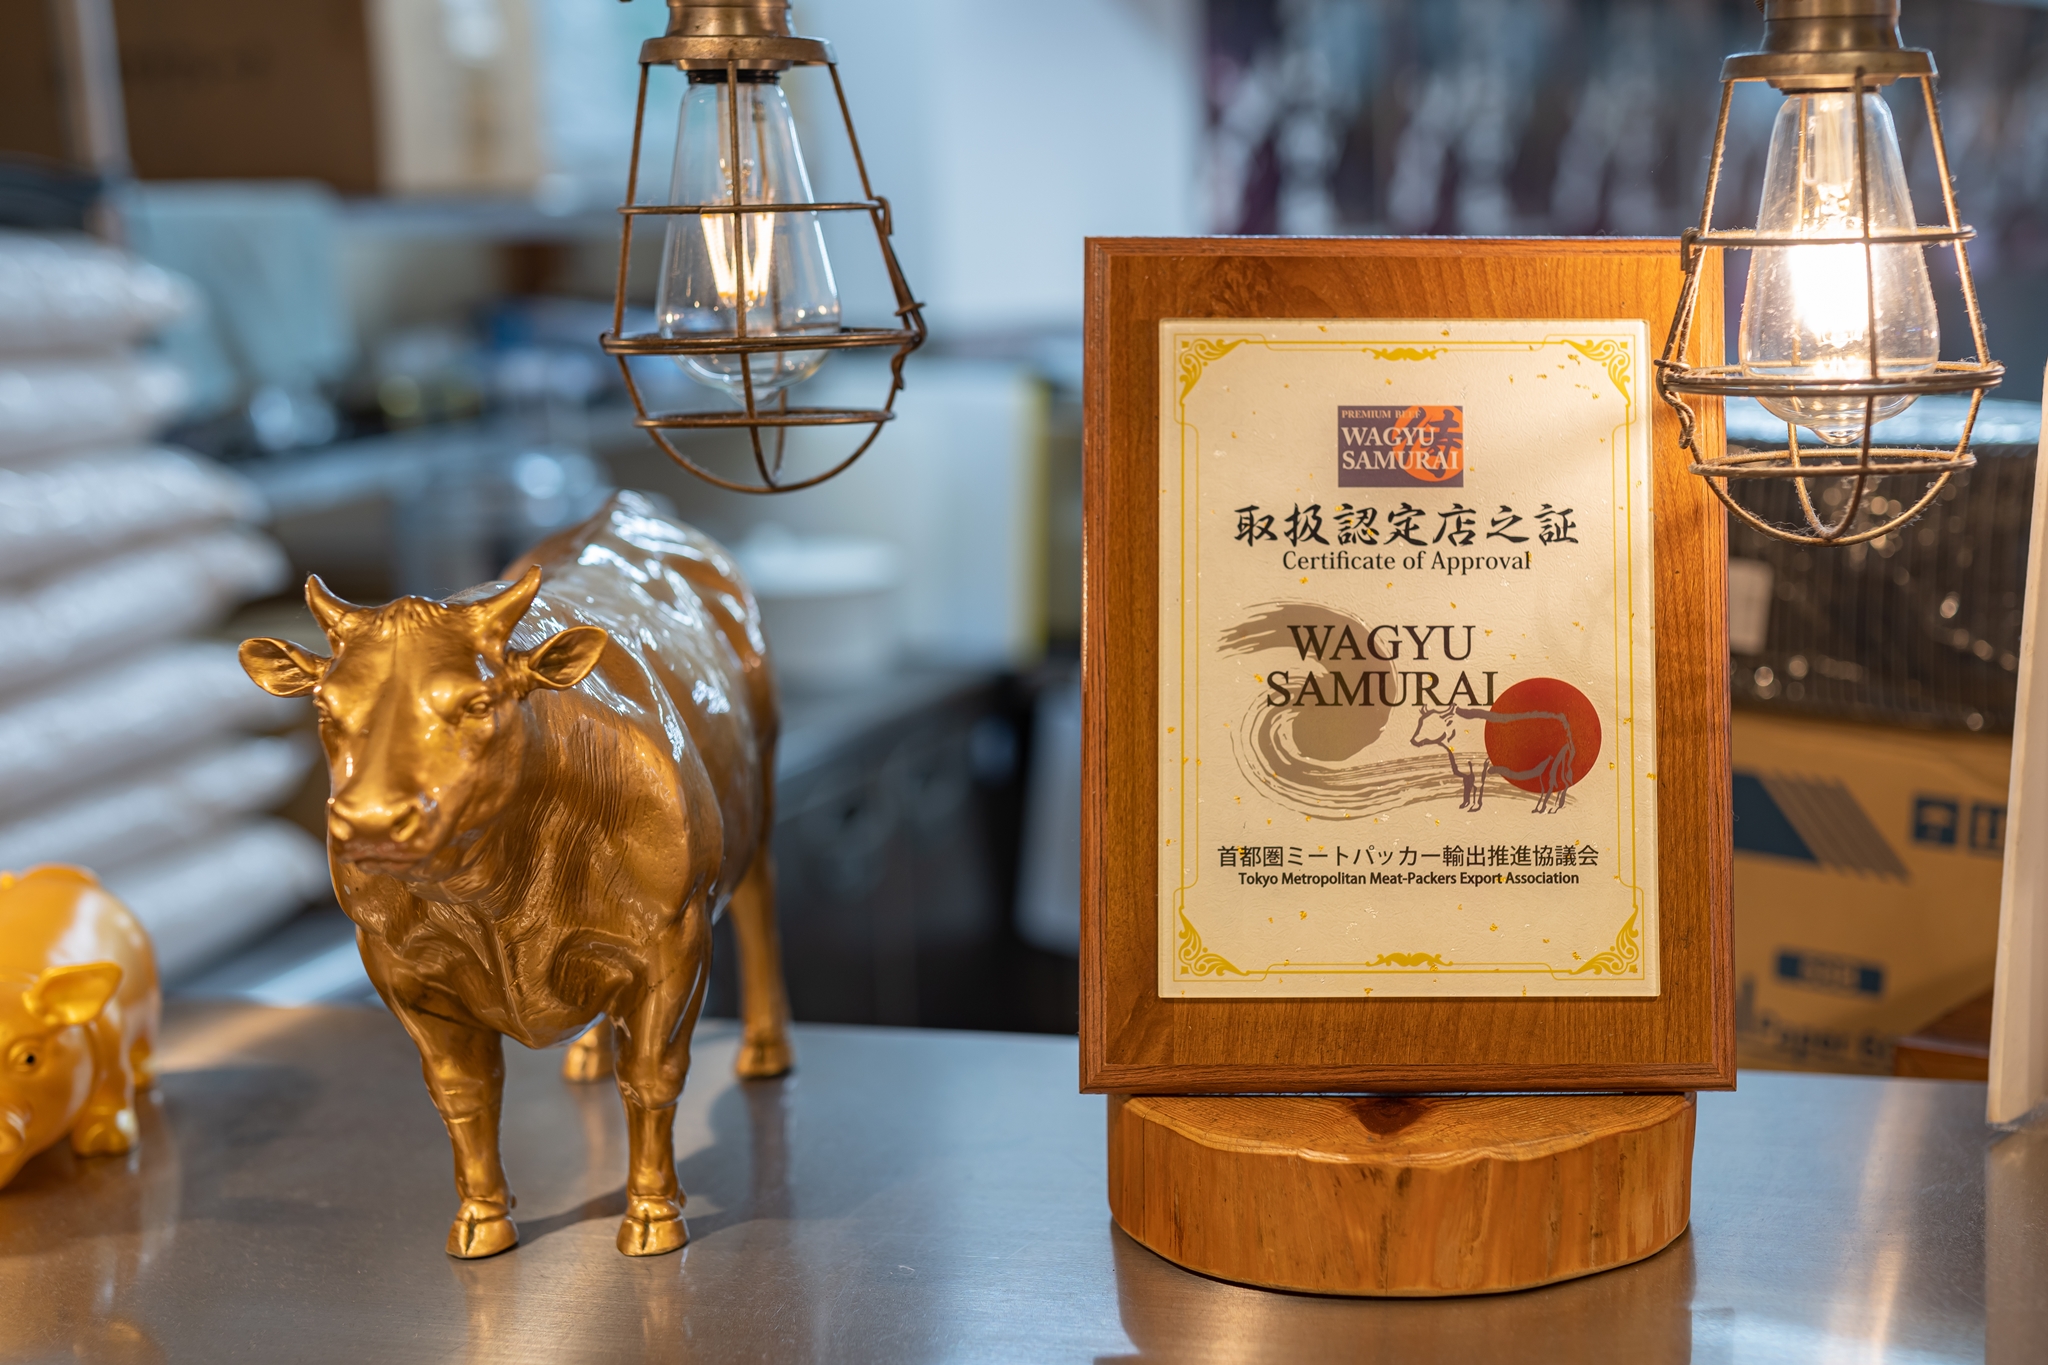 PREMIUM BEEF
WAGYU
SAMURAI
侍
取扱認定店之証
Certificate of Approval
WAGYU
SAMURAI
首都圏ミートパッカー輸出推進協議会
Tokyo Metropolitan Meat-Packers Export Association